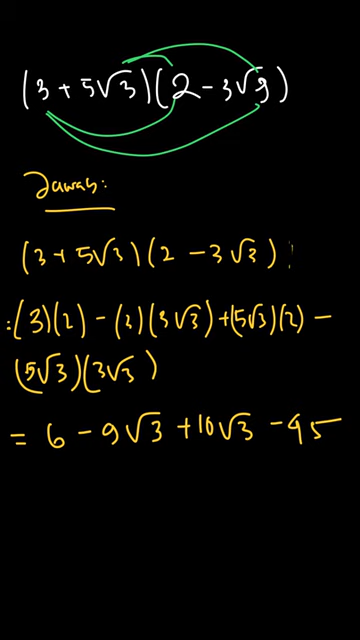 (3 + 5√3)(2 - 3√3)
Jawab:
(3 + 5√3)(2 - 3√3)
= (3)(2) - (3)(3√3) + (5√3)(2) -
(5√3)(3√3)
= 6 - 9√3 + 10√3 - 45